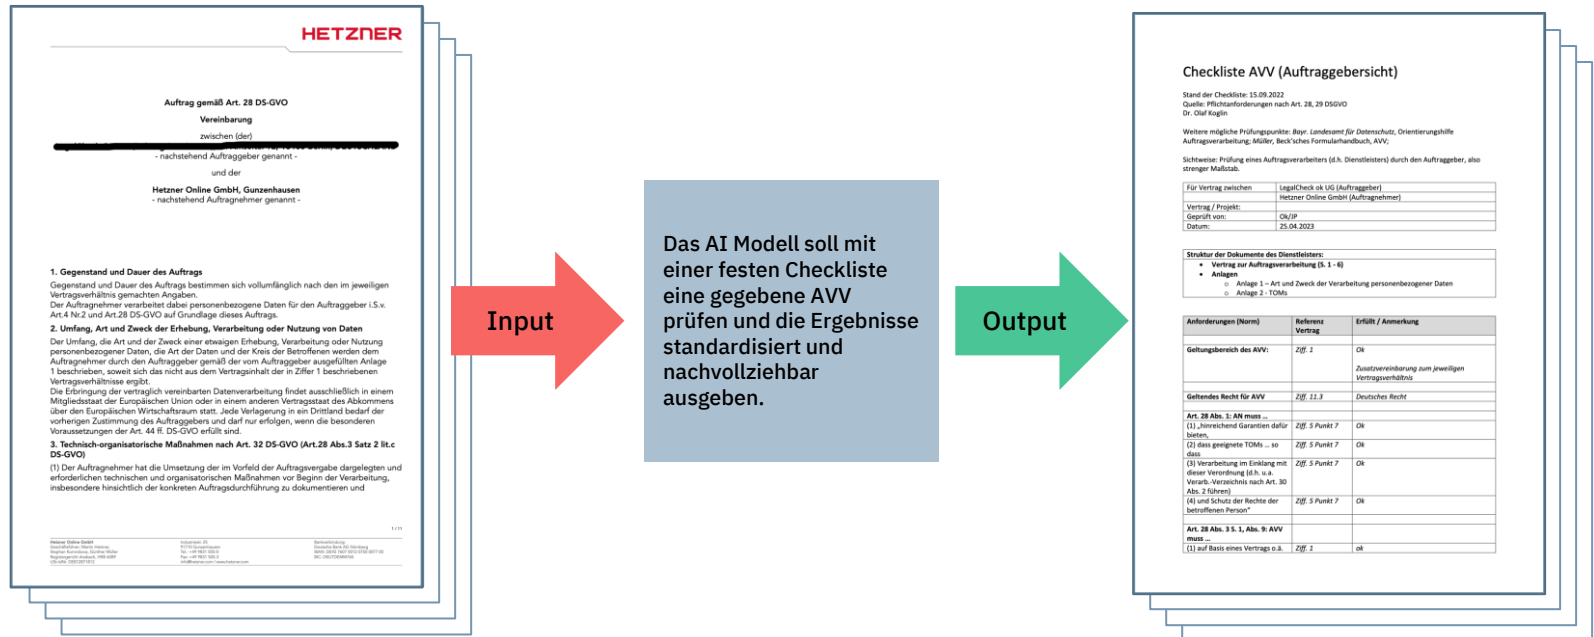 HETZNER
Auftrag gemäß Art. 28 DS-GVO
Vereinbarung
zwischen (der)
- nachstehend Auftraggeber genannt -
und der
Hetzner Online GmbH, Gunzenhausen
- nachstehend Auftragnehmer genannt -
1. Gegenstand und Dauer des Auftrags
Gegenstand und Dauer des Auftrags bestimmen sich vollumfänglich nach den im jeweiligen
Vertragsverhältnis gemachten Angaben.
Der Auftragnehmer verarbeitet dabei personenbezogene Daten für den Auftraggeber i.S.v.
Art.4 Nr.2 und Art.28 DS-GVO auf Grundlage dieses Auftrags.
2. Umfang, Art und Zweck der Erhebung, Verarbeitung oder Nutzung von Daten
Der Umfang, die Art und der Zweck einer etwaigen Erhebung, Verarbeitung oder Nutzung
personenbezogener Daten, die Art der Daten und der Kreis der Betroffenen werden dem
Auftragnehmer durch den Auftraggeber gemäß der vom Auftraggeber ausgefüllten Anlage
1 beschrieben, soweit sich das nicht aus dem Vertragsinhalt der in Ziffer 1 beschriebenen
Vertragsverhältnisse ergibt.
Die Erbringung der vertraglich vereinbarten Datenverarbeitung findet ausschließlich in einem
Mitgliedsstaat der Europäischen Union oder in einem anderen Vertragsstaat des Abkommens
über den Europäischen Wirtschaftsraum statt. Jede Verlagerung in ein Drittland bedarf der
vorherigen Zustimmung des Auftraggebers und darf nur erfolgen, wenn die besonderen
Voraussetzungen der Art. 44 ff. DS-GVO erfüllt sind.
3. Technisch-organisatorische Maßnahmen nach Art. 32 DS-GVO (Art.28 Abs.3 Satz 2 lit.c
DS-GVO)
(1) Der Auftragnehmer hat die Umsetzung der im Vorfeld der Auftragsvergabe dargelegten und
erforderlichen technischen und organisatorischen Maßnahmen vor Beginn der Verarbeitung,
insbesondere hinsichtlich der konkreten Auftragsdurchführung zu dokumentieren und
1 / 11
Hetzner Online GmbH
Input
Das AI Modell soll mit
einer festen Checkliste
eine gegebene AVV
prüfen und die Ergebnisse
standardisiert und
nachvollziehbar
ausgeben.
Output
Checkliste AVV (Auftraggebersicht)
Stand der Checkliste: 15.09.2022
Quelle: Pflichtanforderungen nach Art. 28, 29 DSGVO
Dr. Olaf Koglin
Weitere mögliche Prüfungspunkte: Bayr. Landesamt für Datenschutz, Orientierungshilfe
Auftragsverarbeitung; Müller, Beck'sches Formularhandbuch, AVV;
Sichtweise: Prüfung eines Auftragsverarbeiters (d.h. Dienstleisters) durch den Auftraggeber, also
strenger Maßstab.
Für Vertrag zwischen LegalCheck ok UG (Auftraggeber)
Hetzner Online GmbH (Auftragnehmer)
Vertrag / Projekt:
Geprüft von: Ok/JP
Datum: 25.04.2023
Struktur der Dokumente des Dienstleisters:
• Vertrag zur Auftragsverarbeitung (S. 1 - 6)
• Anlagen
o Anlage 1 – Art und Zweck der Verarbeitung personenbezogener Daten
o Anlage 2 - TOMs
Anforderungen (Norm) Referenz Erfüllt / Anmerkung
Vertrag
Geltungsbereich des AVV: Ziff. 1 Ok
Zusatzvereinbarung zum jeweiligen
Vertragsverhältnis
Geltendes Recht für AVV Ziff. 11.3 Deutsches Recht
Art. 28 Abs. 1: AN muss ...
(1) „hinreichend Garantien dafür Ziff. 5 Punkt 7 Ok
bieten,
(2) dass geeignete TOMs ... so Ziff. 5 Punkt 7 Ok
dass
(3) Verarbeitung im Einklang mit Ziff. 5 Punkt 7 Ok
dieser Verordnung (d.h. u.a.
Verarb.-Verzeichnis nach Art. 30
Abs. 2 führen)
(4) und Schutz der Rechte der Ziff. 5 Punkt 7 Ok
betroffenen Person"
Art. 28 Abs. 3 S. 1, Abs. 9: AVV
muss ...
(1) auf Basis eines Vertrags o.ä. Ziff. 1 ok